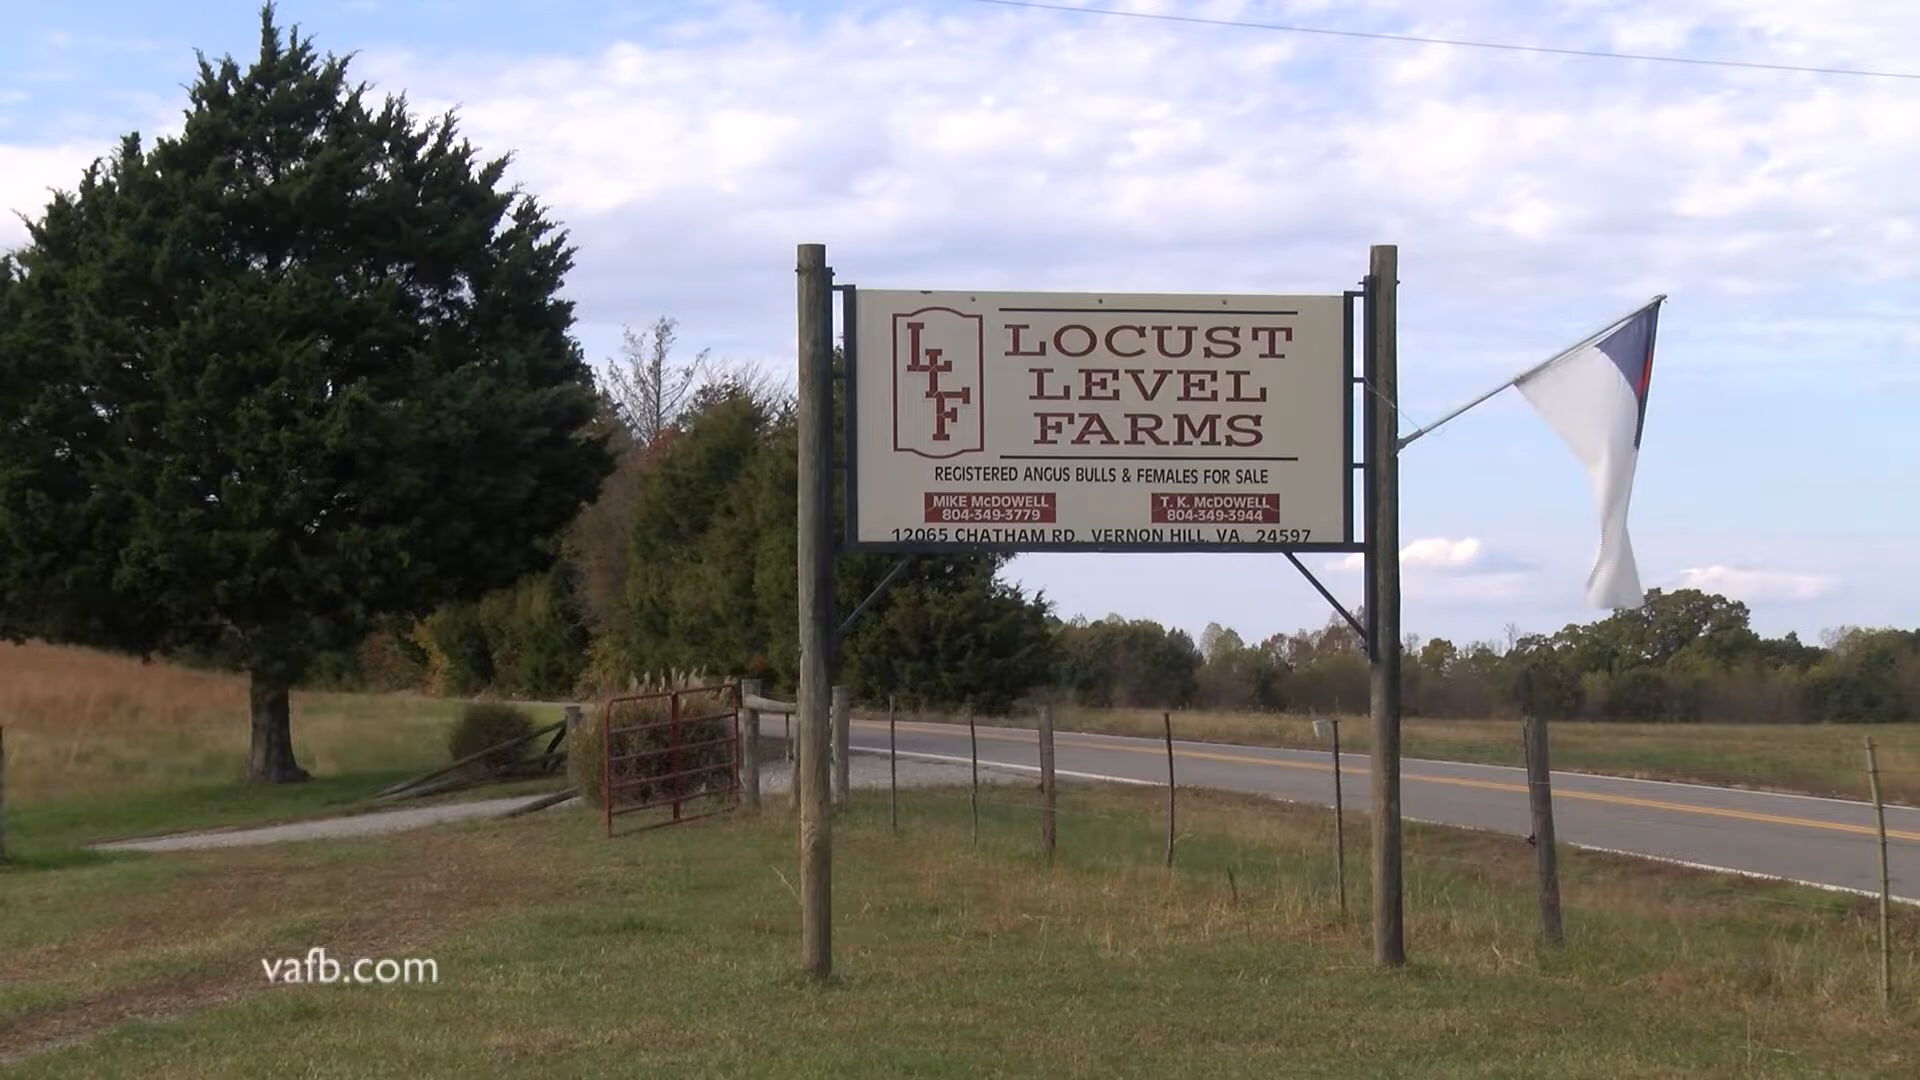 LLF
LOCUST
LEVEL
FARMS
REGISTERED ANGUS BULLS & FEMALES FOR SALE
MIKE McDOWELL
804-349-3779
T. K. McDOWELL
804-349-3944
12065 CHATHAM RD., VERNON HILL, VA. 24597
vafb.com